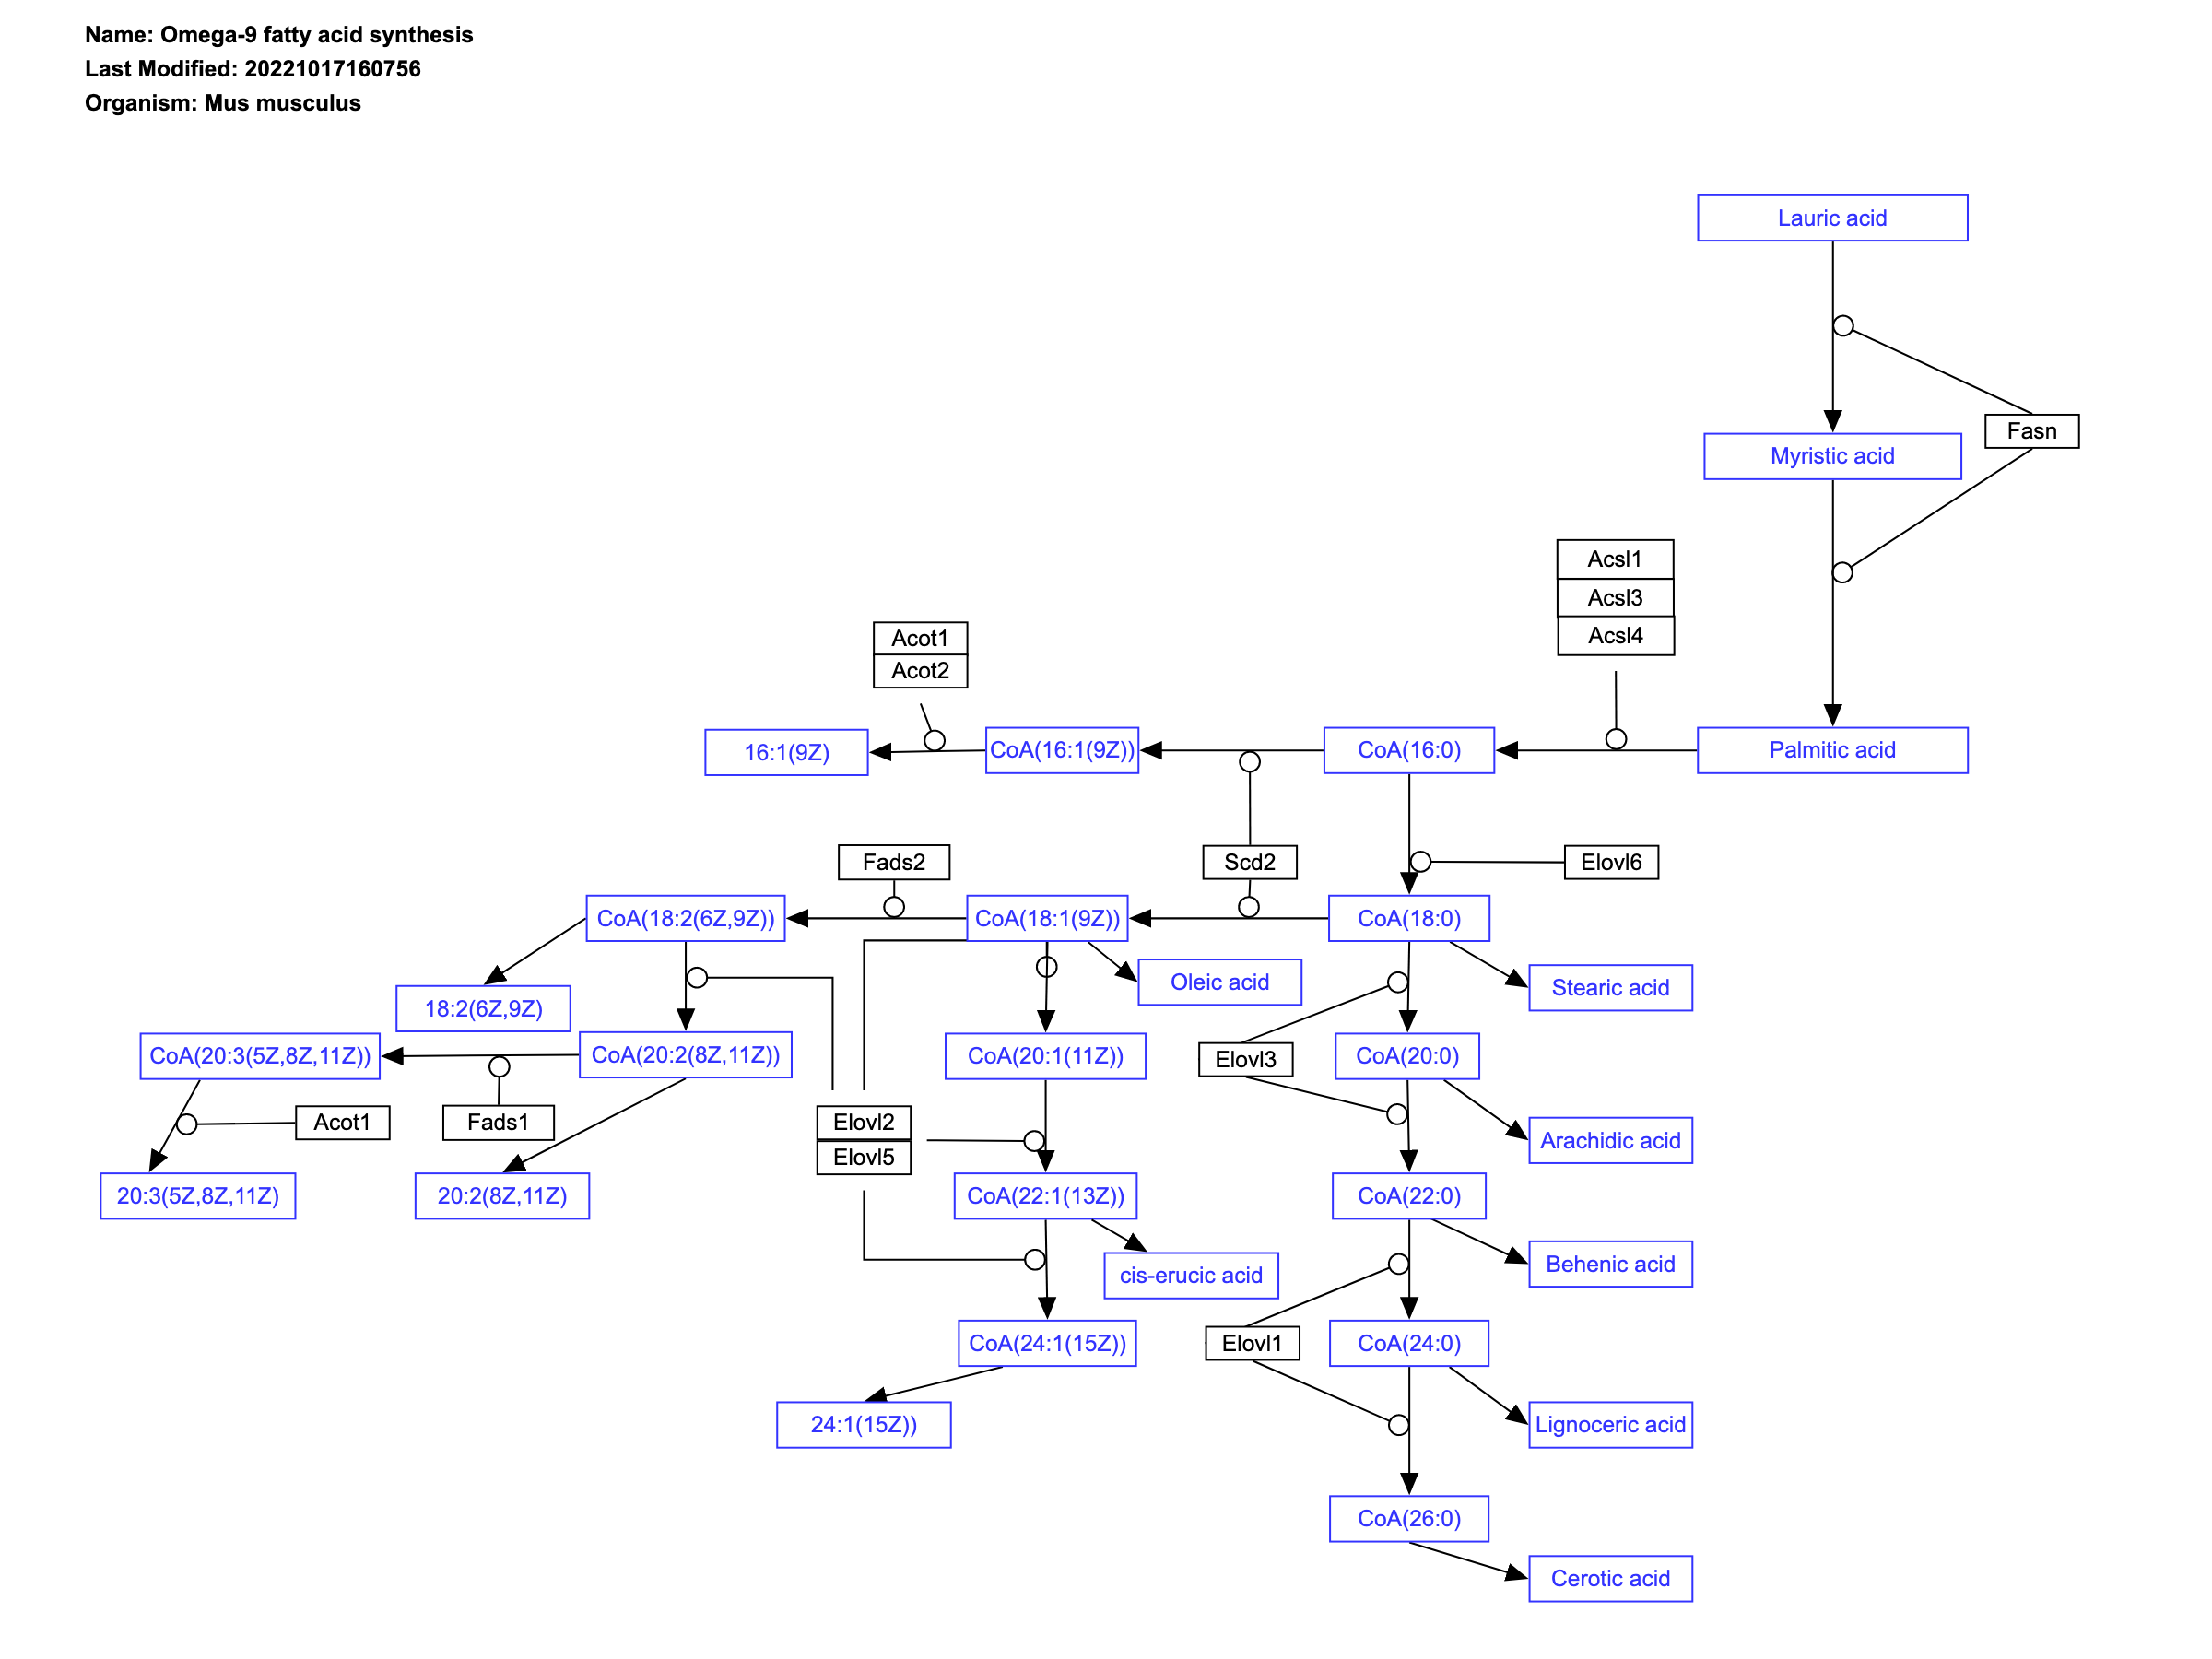 Name: Omega-9 fatty acid synthesis
Last Modified: 20221017160756
Organism: Mus musculus
Lauric acid
Fasn
Myristic acid
Acsl1
Acsl3
Acsl4
Acot1
Acot2
16:1(9Z)
CoA(16:1(9Z))
CoA(16:0)
Palmitic acid
Fads2
Scd2
Elovl6
CoA(18:2(6Z,9Z))
CoA(18:1(9Z))
CoA(18:0)
Oleic acid
Stearic acid
18:2(6Z,9Z)
CoA(20:3(5Z,8Z,11Z))
CoA(20:2(8Z,11Z))
CoA(20:1(11Z))
Elovl3
CoA(20:0)
Acot1
Fads1
Elovl2
Elovl5
Arachidic acid
20:3(5Z,8Z,11Z)
20:2(8Z,11Z)
CoA(22:1(13Z))
CoA(22:0)
cis-erucic acid
Behenic acid
CoA(24:1(15Z))
Elovl1
CoA(24:0)
24:1(15Z))
Lignoceric acid
CoA(26:0)
Cerotic acid